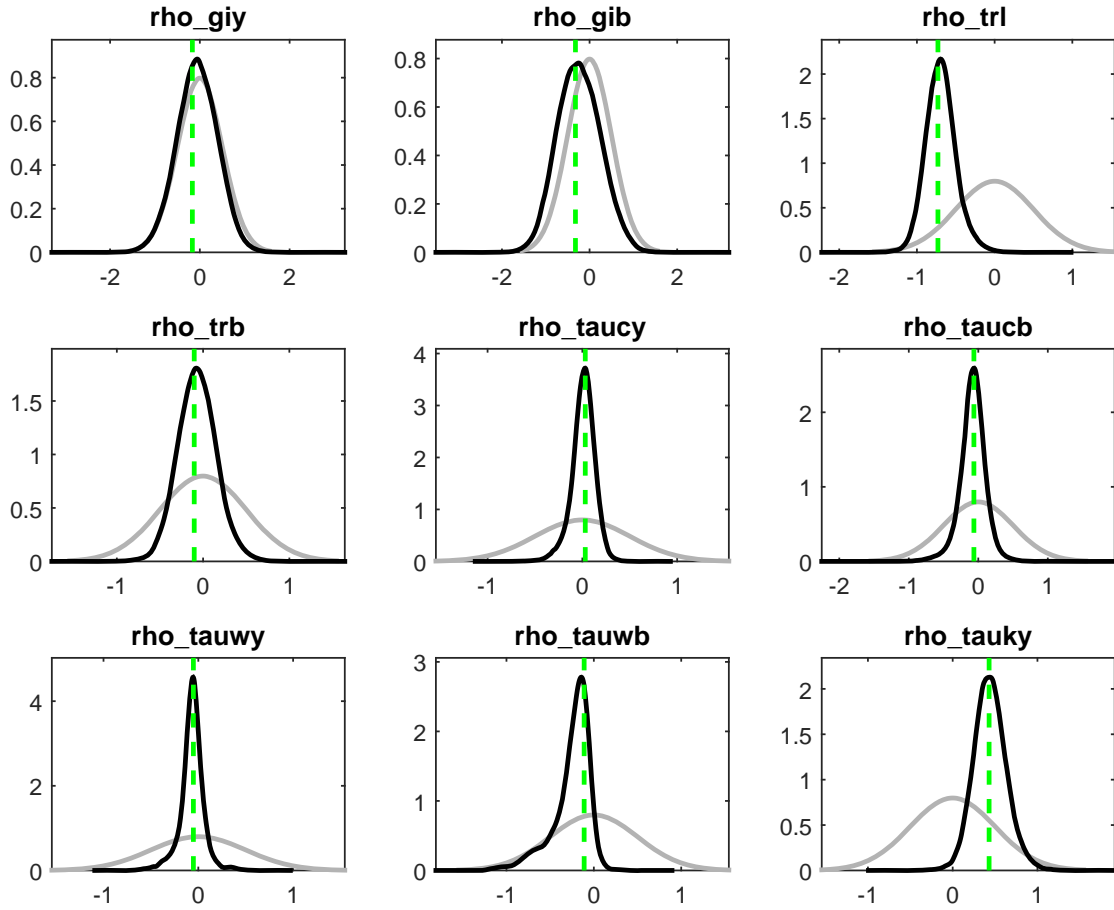 rho_giy rho_gib rho_trl
0.8 0.8 2
0.6 0.6 1.5
0.4 0.4 1
0.2 0.2 0.5
0 0 0
-2 0 2 -2 0 2 -2 -1 0 1
rho_trb rho_taucy rho_taucb
4
1.5 3 2
1 2
0.5 1 1
0 0 0
-1 0 1 -1 0 1 -2 -1 0 1
rho_tauwy rho_tauwb rho_tauky
4 3 2
2 1.5
2 1 1
0.5
0 0 0
-1 0 1 -1 0 1 -1 0 1